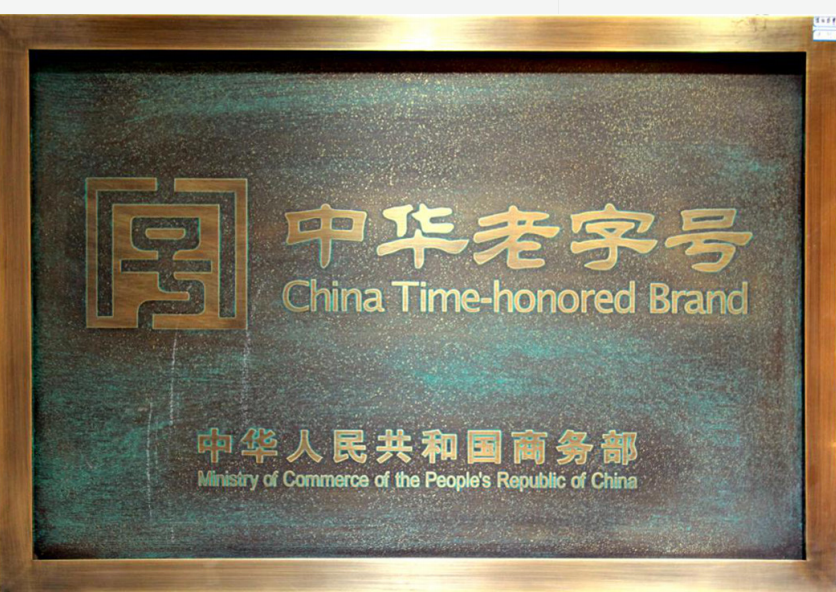 中华老字号
China Time-honored Brand
中华人民共和国商务部
Ministry of Commerce of the People's Republic of China